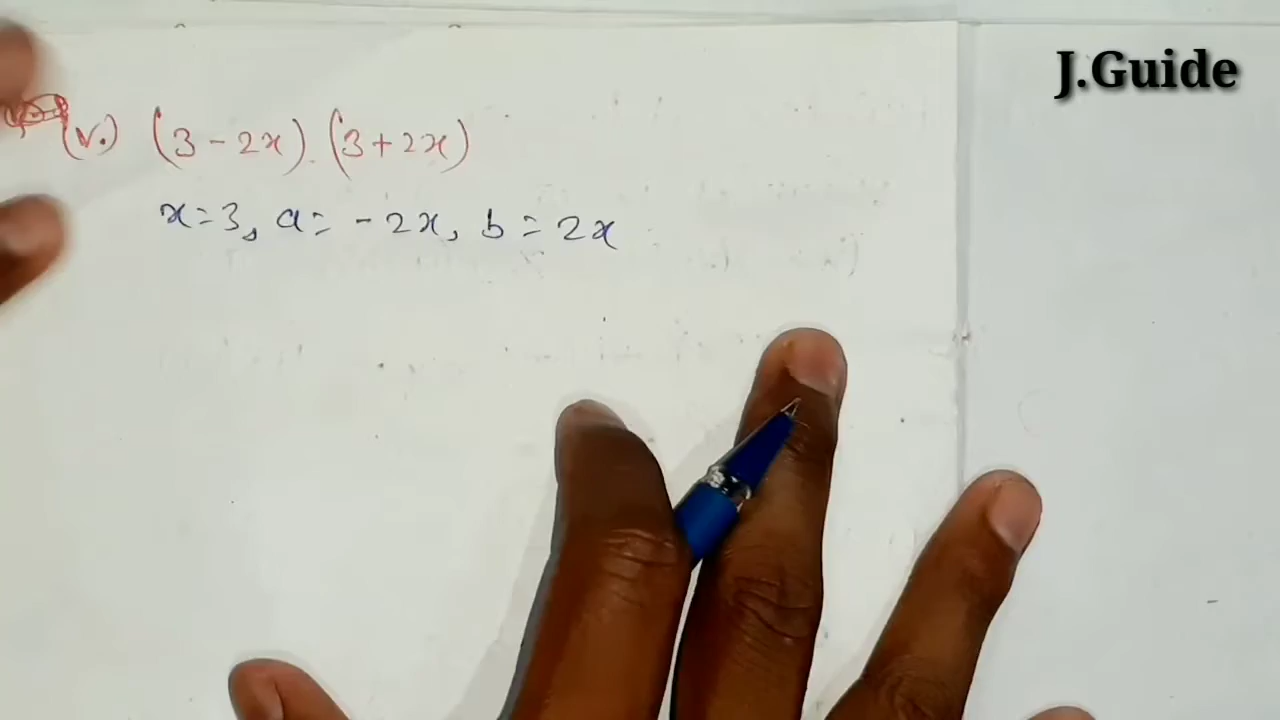 J.Guide
(v.) (3-2x).(3+2x)
x=3, a= -2x, b=2x